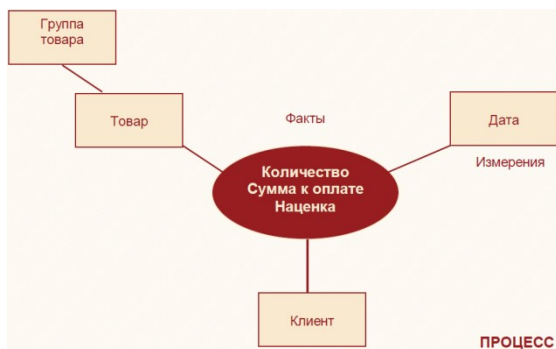 Группа
товара
Товар
Факты
Дата
Измерения
Количество
Сумма к оплате
Наценка
Клиент
ПРОЦЕСС